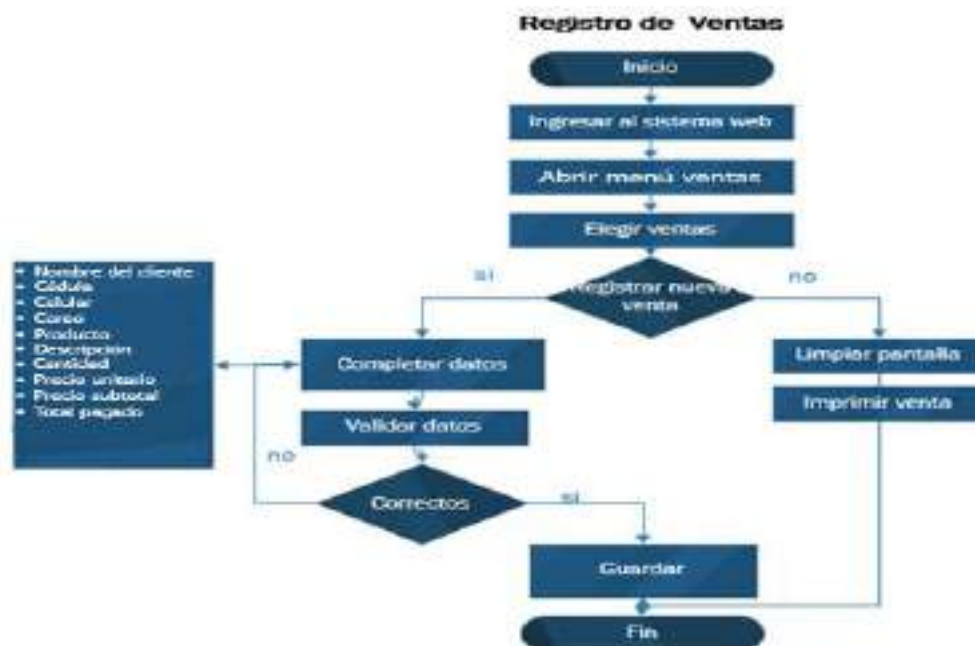 Registro de Ventas
Inicio
Ingresar al sistema web
Abrir menú ventas
Elegir ventas
Registrar nueva
venta
si
no
Nombre del cliente
Cédula
Celular
Correo
Producto
Descripción
Cantidad
Precio unitario
Precio subtotal
Total pagado
Completar datos
Validar datos
Correctos
no
si
Limpiar pantalla
Imprimir venta
Guardar
Fin